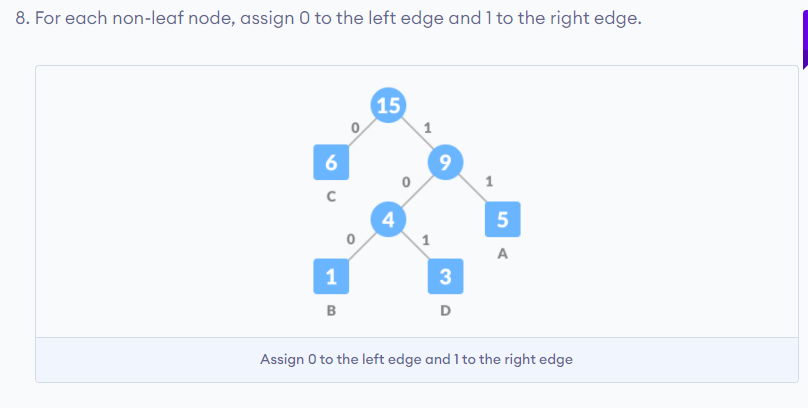 8. For each non-leaf node, assign 0 to the left edge and 1 to the right edge.
15
0 1
6 9
C 0 1
4 5
0 1 A
1 3
B D
Assign 0 to the left edge and 1 to the right edge